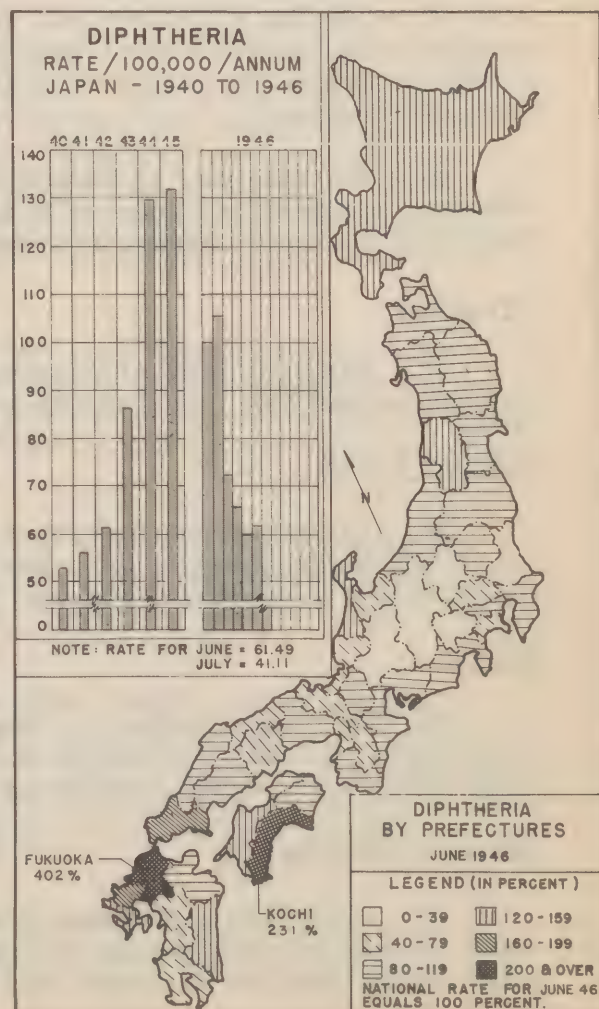 DIPHTHERIA
RATE/100,000/ANNUM
JAPAN - 1940 TO 1946
40 41 42 43 44 45 1946
140
130
120
110
100
90
80
70
60
50
0
NOTE: RATE FOR JUNE = 61.49
JULY = 41.11
N
FUKUOKA
402 %
KOCHI
231 %
DIPHTHERIA
BY PREFECTURES
JUNE 1946
LEGEND (IN PERCENT)
0-39 120-159
40-79 160-199
80-119 200 & OVER
NATIONAL RATE FOR JUNE 46
EQUALS 100 PERCENT.